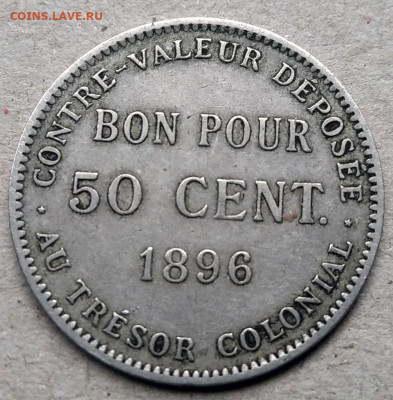 COINS.LAVE.RU
CONTRE-VALEUR DÉPOSÉE
BON POUR
50 CENT.
1896
• AU TRÉSOR COLONIAL •